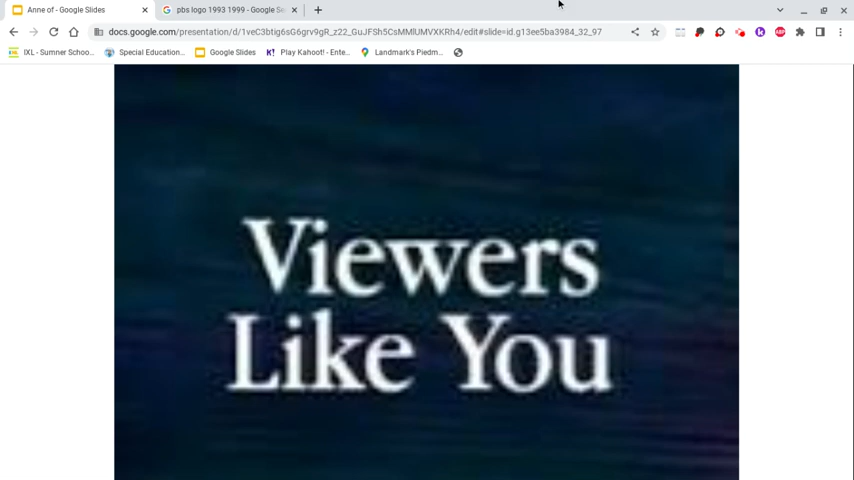 Anne of - Google Slides
pbs logo 1993 1999 - Google Se
docs.google.com/presentation/d/1veC3btig6sG6grv9gR_z22_GuJFSh5CsMMlUMVXKRh4/edit#slide=id.g13ee5ba3984_32_97
IXL - Sumner Schoo...
Special Education...
Google Slides
Play Kahoot! - Ente...
Landmark's Piedm...
Viewers
Like You